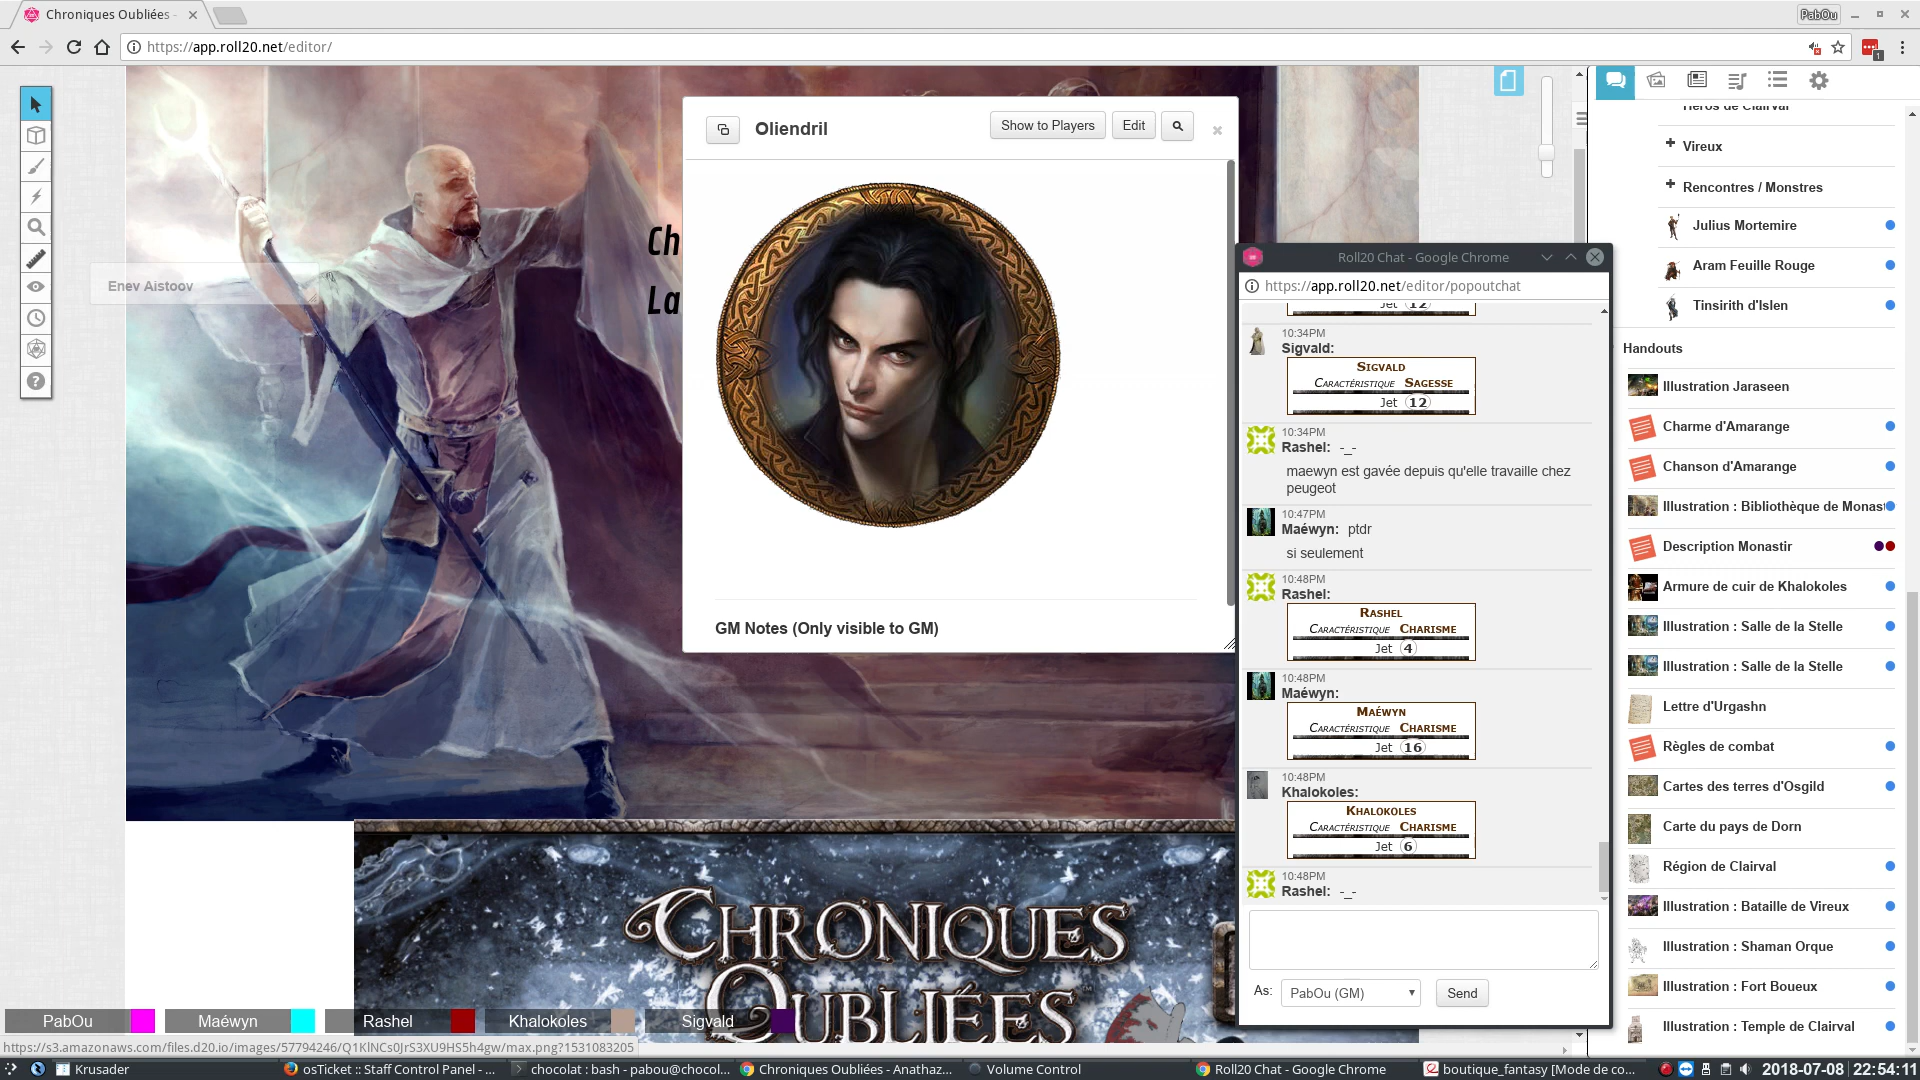 Chroniques Oubliées -
PabOu
https://app.roll20.net/editor/
1
Enev Aistoov
Ch
La
Oliendril
Show to Players
Edit
GM Notes (Only visible to GM)
Roll20 Chat - Google Chrome
https://app.roll20.net/editor/popoutchat
Jet 12
10:34PM
Sigvald:
Sigvald
Caractéristique Sagesse
Jet 12
10:34PM
Rashel: -_-
maewyn est gavée depuis qu'elle travaille chez
peugeot
10:47PM
Maéwyn: ptdr
si seulement
10:48PM
Rashel:
Rashel
Caractéristique Charisme
Jet 4
10:48PM
Maéwyn:
Maéwyn
Caractéristique Charisme
Jet 16
10:48PM
Khalokoles:
Khalokoles
Caractéristique Charisme
Jet 6
10:48PM
Rashel: -_-
As:
PabOu (GM)
Send
Héros de Clairval
Vireux
Rencontres / Monstres
Julius Mortemire
Aram Feuille Rouge
Tinsirith d'Islen
Handouts
Illustration Jaraseen
Charme d'Amarange
Chanson d'Amarange
Illustration : Bibliothèque de Monast
Description Monastir
Armure de cuir de Khalokoles
Illustration : Salle de la Stelle
Illustration : Salle de la Stelle
Lettre d'Urgashn
Règles de combat
Cartes des terres d'Osgild
Carte du pays de Dorn
Région de Clairval
Illustration : Bataille de Vireux
Illustration : Shaman Orque
Illustration : Fort Boueux
Illustration : Temple de Clairval
Chroniques
Oubliées
PabOu
Maéwyn
Rashel
Khalokoles
Sigvald
https://s3.amazonaws.com/files.d20.io/images/57794246/Q1KlNCs0JrS3XU9HS5h4gw/max.png?1531083205
Krusader
osTicket :: Staff Control Panel - ...
chocolat : bash - pabou@chocol...
Chroniques Oubliées - Anathaz...
Volume Control
Roll20 Chat - Google Chrome
boutique_fantasy [Mode de co...
2018-07-08 22:54:11